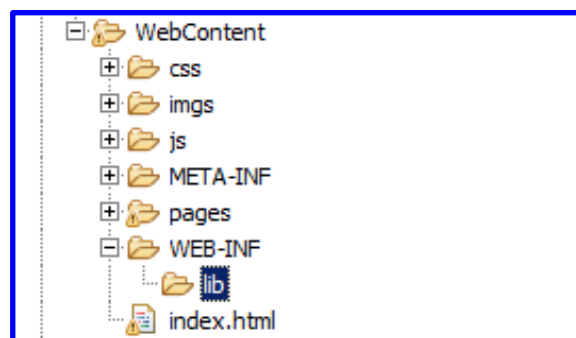 WebContent
css
imgs
js
META-INF
pages
WEB-INF
lib
index.html